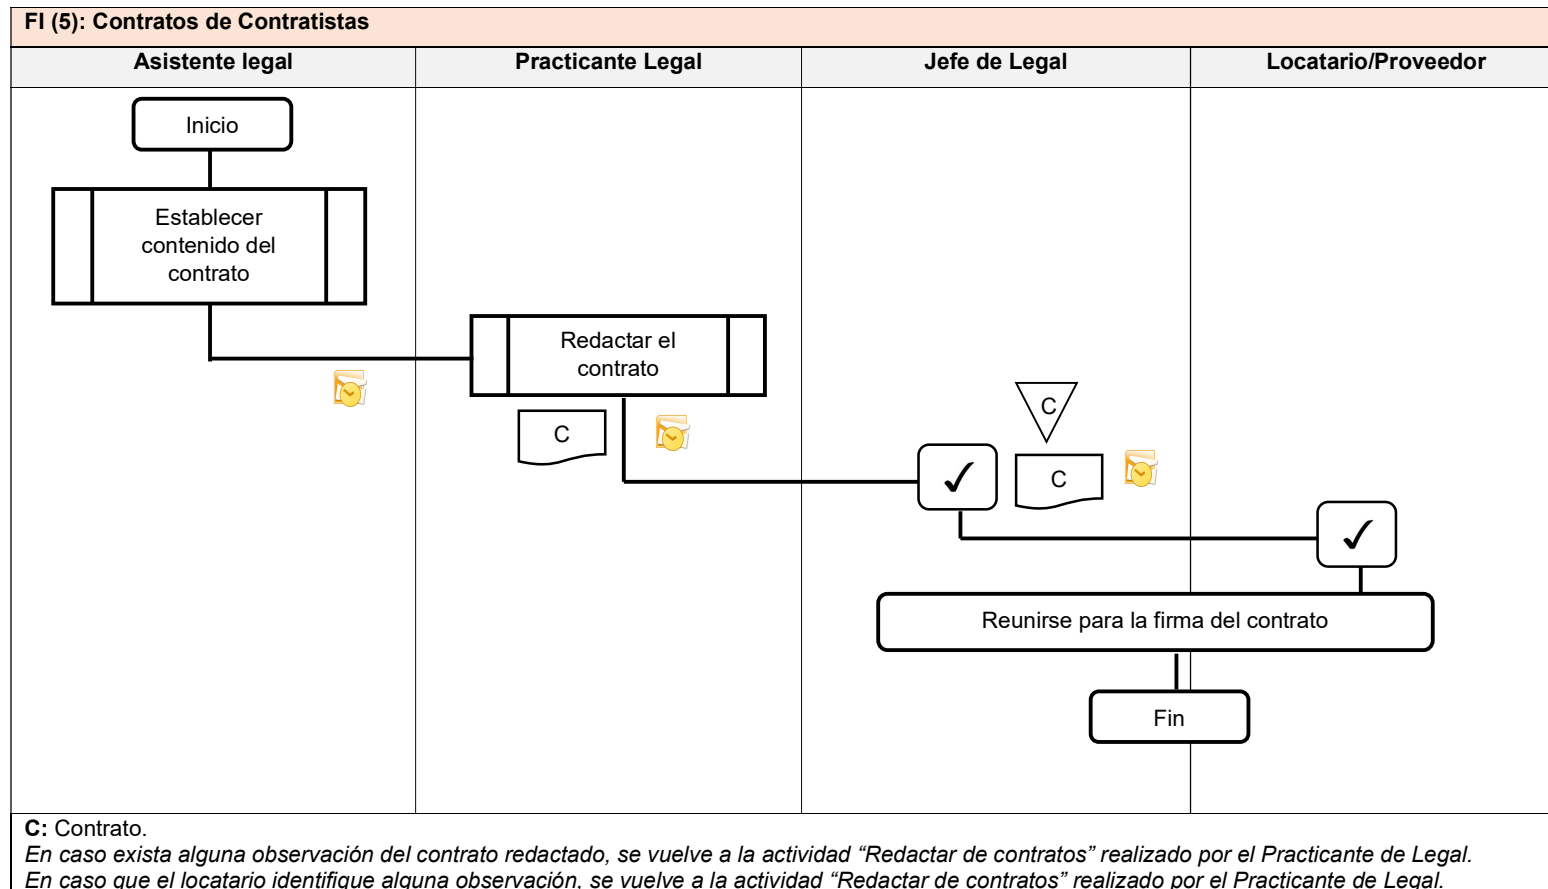 FI (5): Contratos de Contratistas
Asistente legal
Practicante Legal
Jefe de Legal
Locatario/Proveedor
Inicio
Establecer
contenido del
contrato
Redactar el
contrato
C
C
C
Reunirse para la firma del contrato
Fin
C: Contrato.
En caso exista alguna observación del contrato redactado, se vuelve a la actividad “Redactar de contratos” realizado por el Practicante de Legal.
En caso que el locatario identifique alguna observación, se vuelve a la actividad “Redactar de contratos” realizado por el Practicante de Legal.